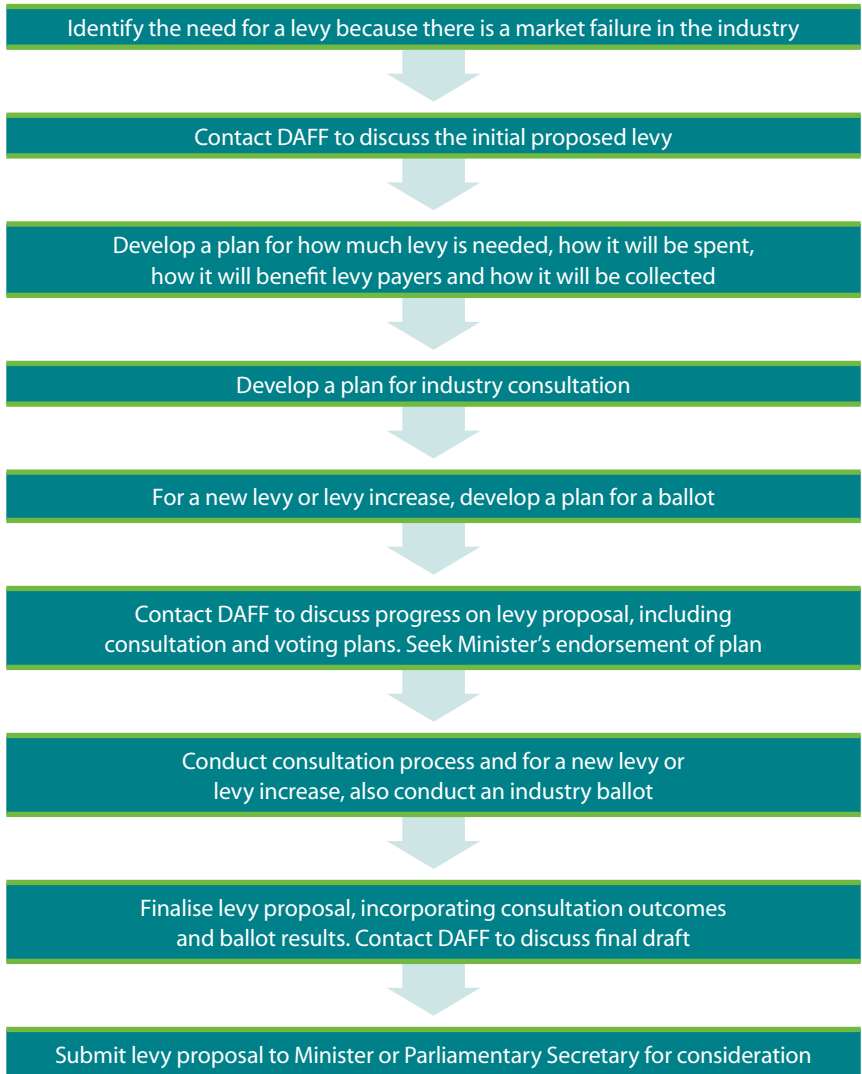 Identify the need for a levy because there is a market failure in the industry
Contact DAFF to discuss the initial proposed levy
Develop a plan for how much levy is needed, how it will be spent,
how it will benefit levy payers and how it will be collected
Develop a plan for industry consultation
For a new levy or levy increase, develop a plan for a ballot
Contact DAFF to discuss progress on levy proposal, including
consultation and voting plans. Seek Minister’s endorsement of plan
Conduct consultation process and for a new levy or
levy increase, also conduct an industry ballot
Finalise levy proposal, incorporating consultation outcomes
and ballot results. Contact DAFF to discuss final draft
Submit levy proposal to Minister or Parliamentary Secretary for consideration